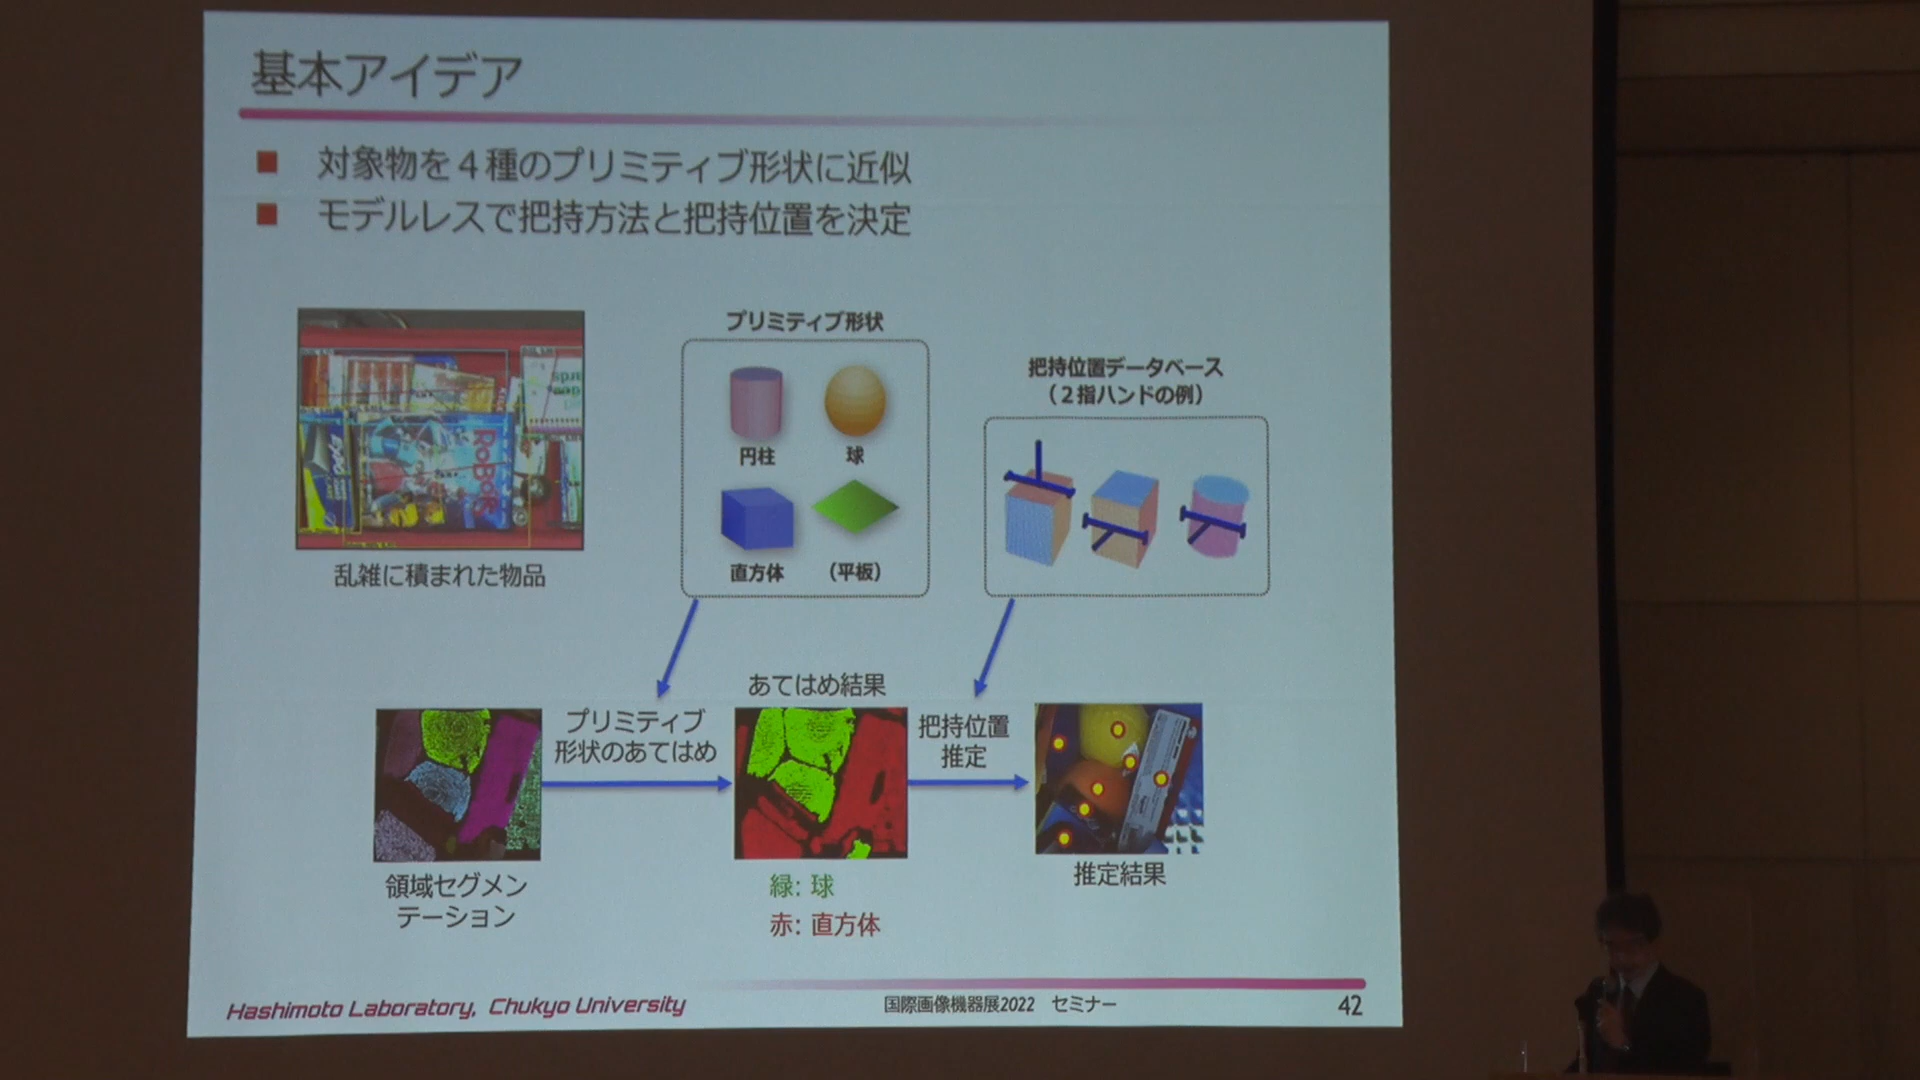 基本アイデア
■ 対象物を４種のプリミティブ形状に近似
■ モデルレスで把持方法と把持位置を決定
プリミティブ形状
円柱
球
直方体
(平板)
把持位置データベース
（２指ハンドの例）
RoBots
乱雑に積まれた物品
領域セグメン
テーション
プリミティブ
形状のあてはめ
あてはめ結果
緑: 球
赤: 直方体
把持位置
推定
推定結果
Hashimoto Laboratory, Chukyo University
国際画像機器展2022 セミナー
42